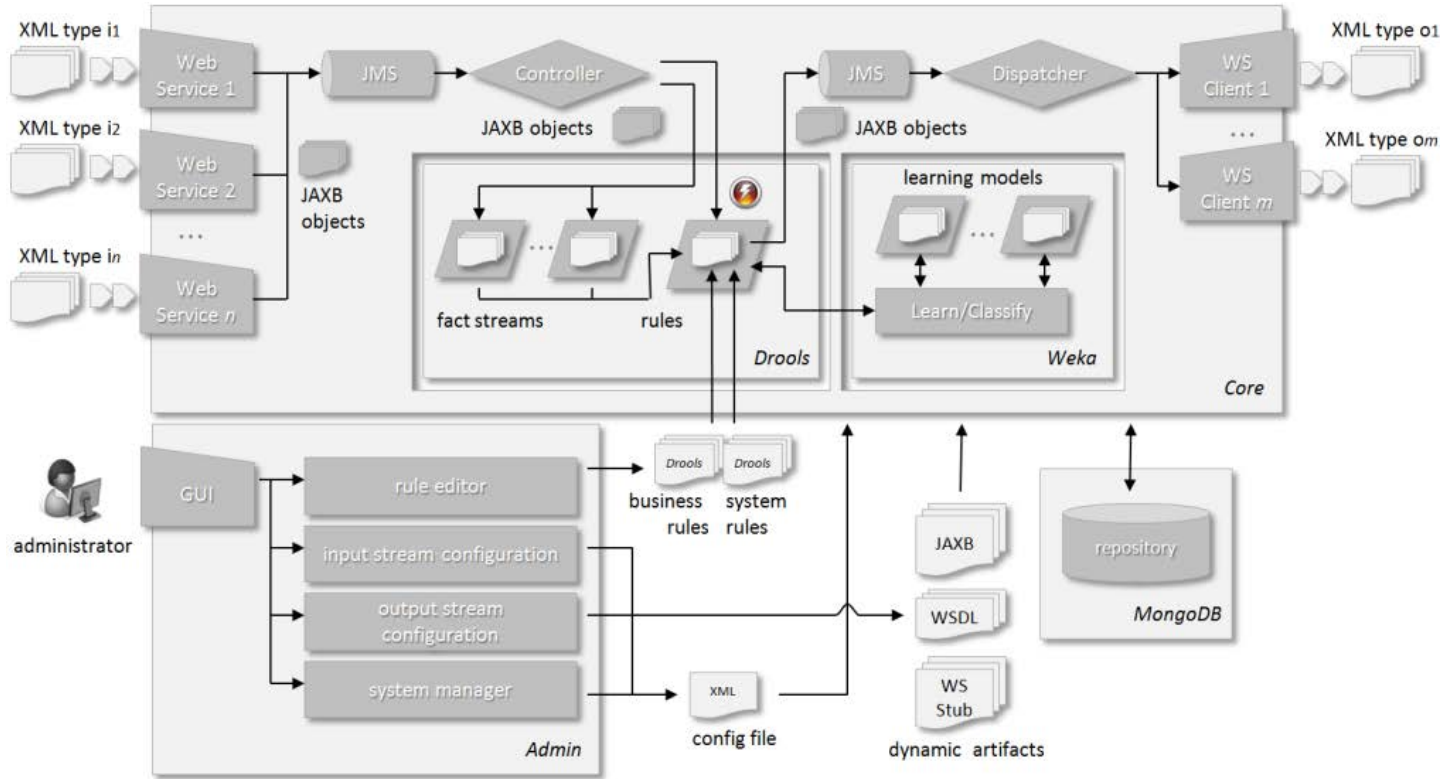 XML type i1
Web
Service 1
JMS
Controller
JMS
Dispatcher
WS
Client 1
XML type o1
JAXB objects
JAXB objects
...
XML type i2
Web
Service 2
JAXB
objects
WS
Client m
XML type om
...
learning models
...
...
XML type in
Web
Service n
fact streams
rules
Learn/Classify
Drools
Weka
Core
GUI
administrator
rule editor
Drools
Drools
business
rules
system
rules
input stream configuration
output stream
configuration
system manager
Admin
XML
config file
JAXB
WSDL
WS
Stub
dynamic artifacts
repository
MongoDB